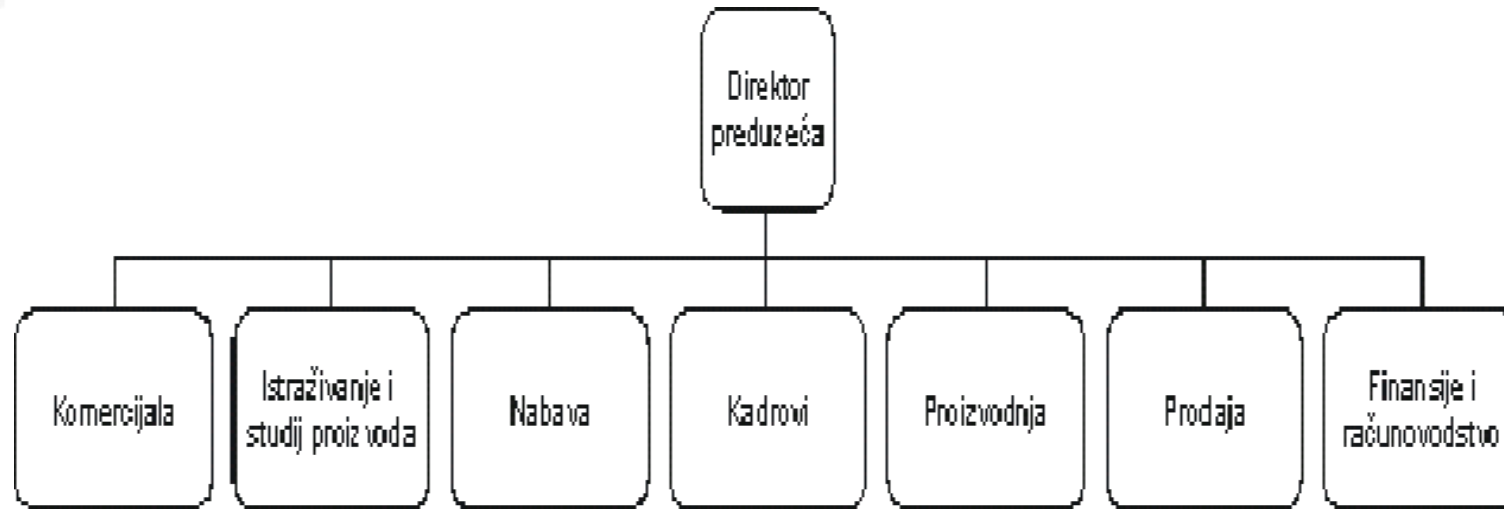 Direktor
preduzeća
Komercijala
Istraživanje i
studij proizvoda
Nabava
Kadrovi
Proizvodnja
Prodaja
Finansije i
računovodstvo